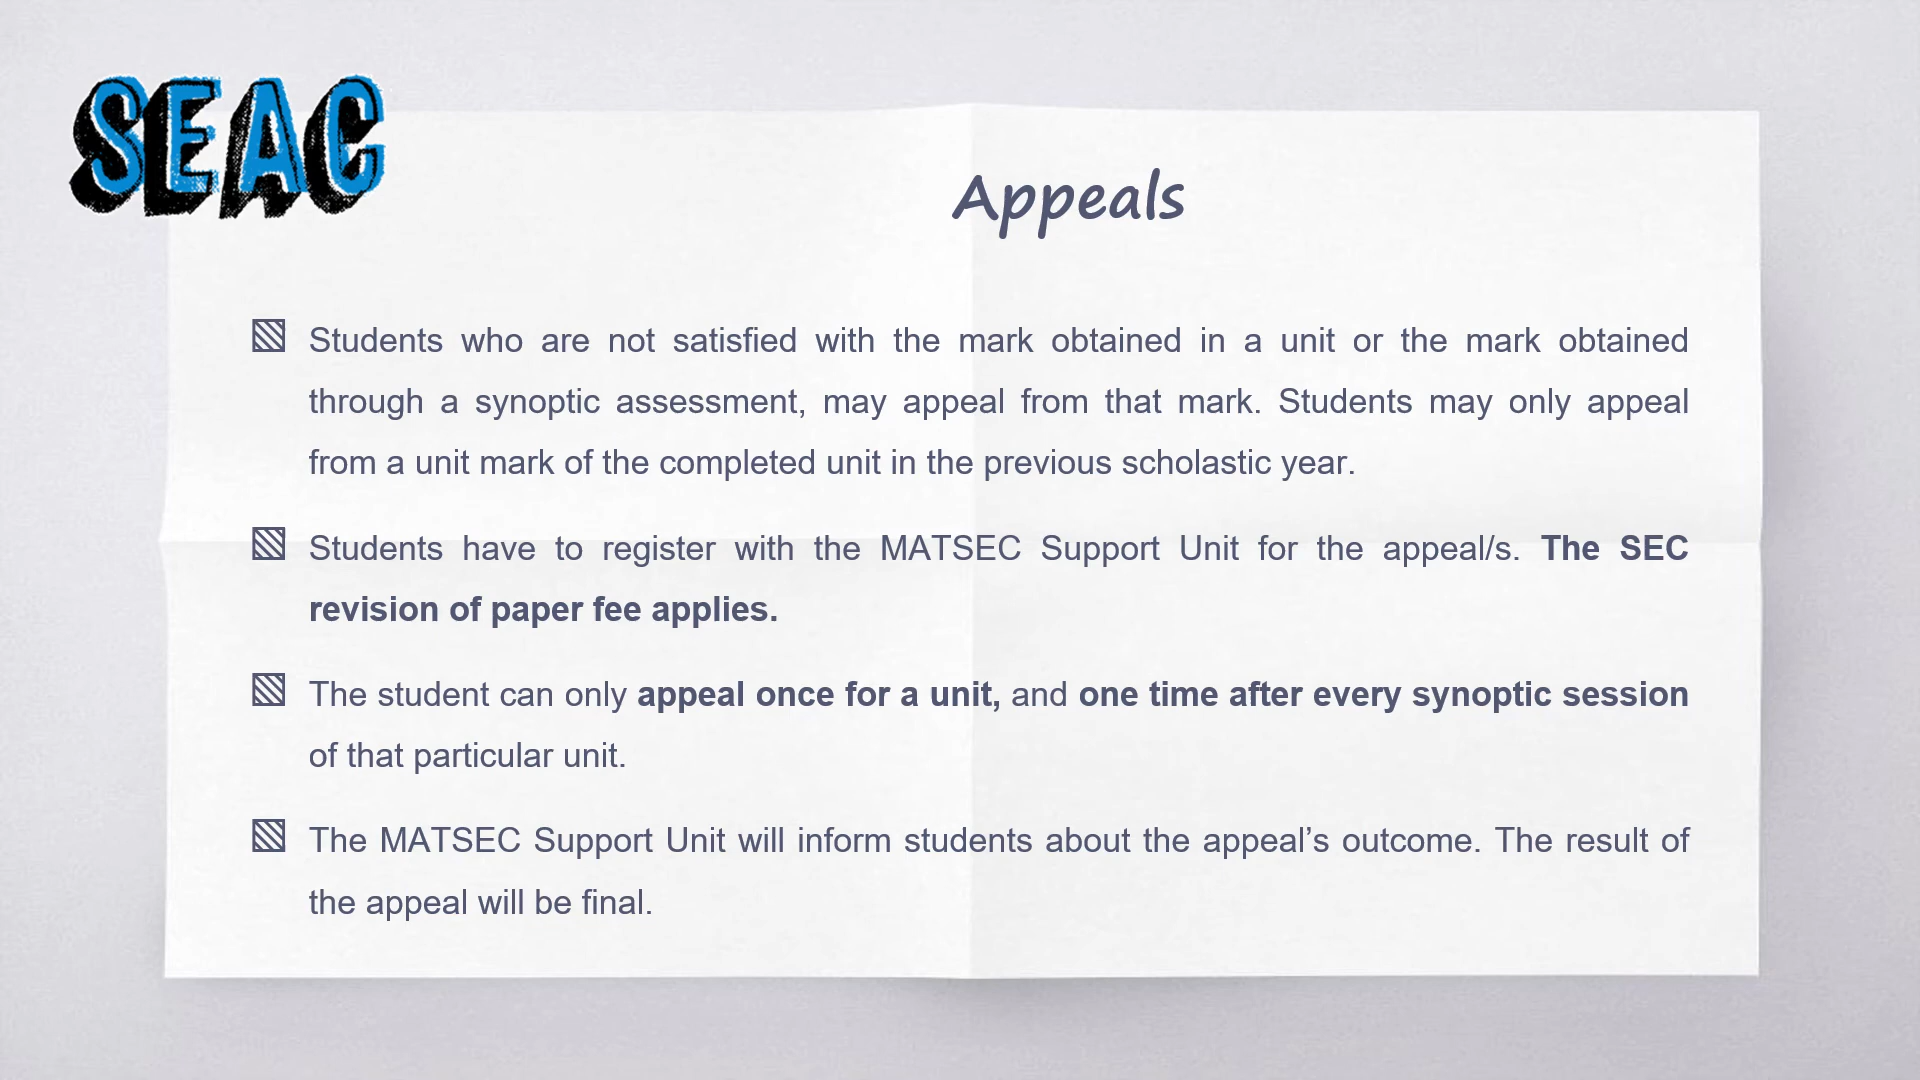 SEAC
Appeals
Students who are not satisfied with the mark obtained in a unit or the mark obtained
through a synoptic assessment, may appeal from that mark. Students may only appeal
from a unit mark of the completed unit in the previous scholastic year.
Students have to register with the MATSEC Support Unit for the appeal/s. The SEC
revision of paper fee applies.
The student can only appeal once for a unit, and one time after every synoptic session
of that particular unit.
The MATSEC Support Unit will inform students about the appeal’s outcome. The result of
the appeal will be final.